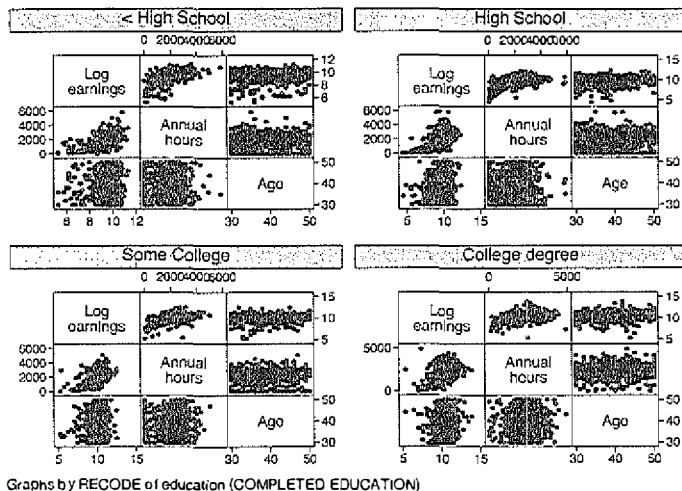 < High School
High School
0 200040006000
0 200040006000
Log earnings
12
10
8
6
Log earnings
15
10
5
6000
4000
2000
0
Annual hours
6000
4000
2000
0
Annual hours
Ago
50
40
30
Age
50
40
30
6 8 10 12
30 40 50
5 10 15
30 40 50
Some College
College degree
0 200040006000
0 5000
Log earnings
15
10
5
Log earnings
15
10
5
6000
4000
2000
0
Annual hours
5000
0
Annual hours
Ago
50
40
30
Ago
50
40
30
5 10 15
30 40 50
5 10 15
30 40 50
Graphs by RECODE of education (COMPLETED EDUCATION)